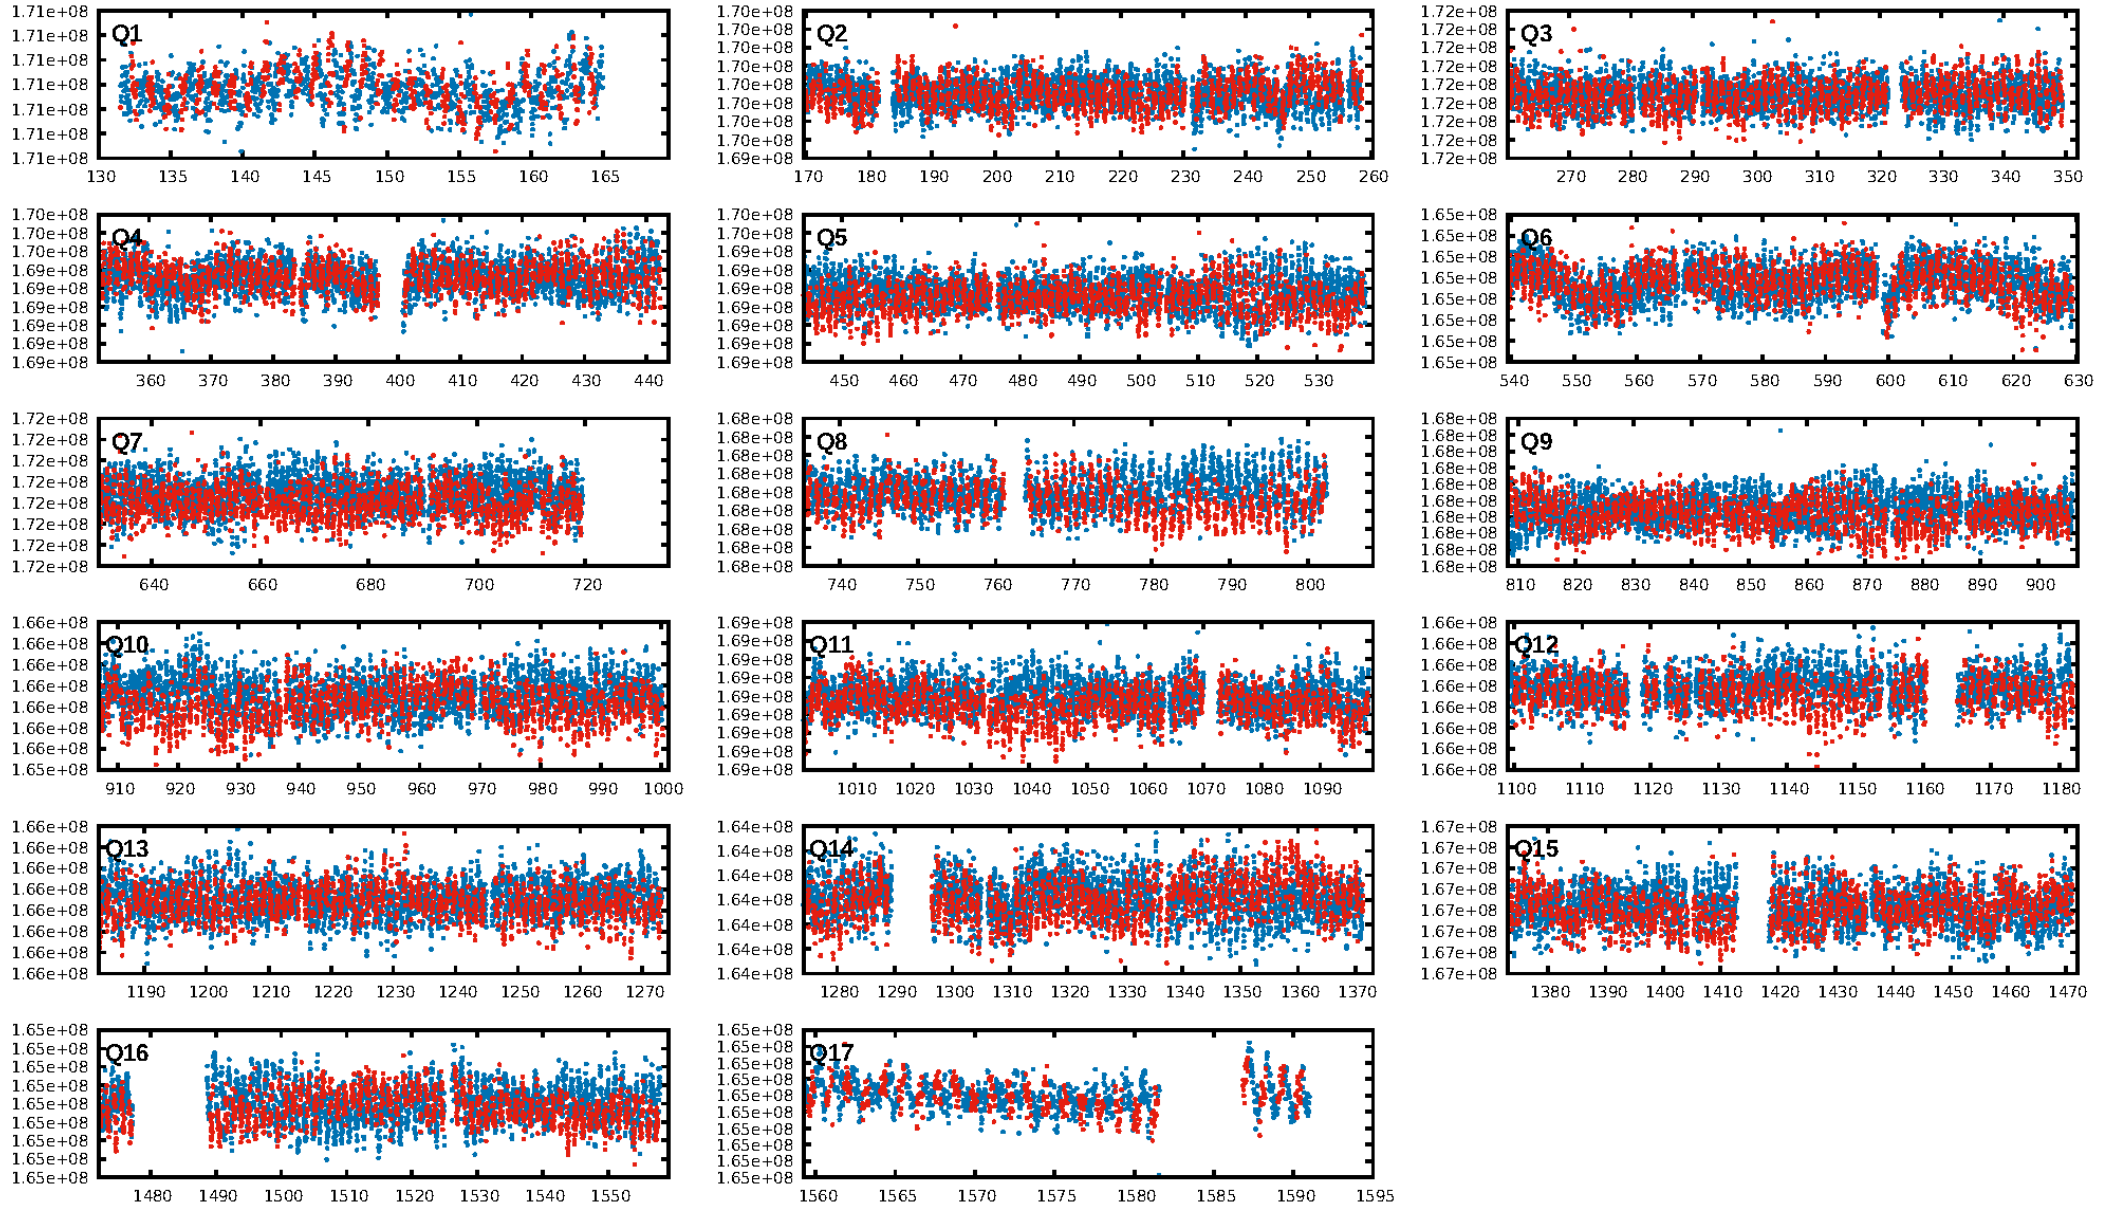 Q1
1.71e+08
1.71e+08
1.71e+08
1.71e+08
1.71e+08
1.71e+08
1.71e+08
130 135 140 145 150 155 160 165
Q2
1.70e+08
1.70e+08
1.70e+08
1.70e+08
1.70e+08
1.70e+08
1.70e+08
1.70e+08
1.69e+08
170 180 190 200 210 220 230 240 250 260
Q3
1.72e+08
1.72e+08
1.72e+08
1.72e+08
1.72e+08
1.72e+08
1.72e+08
1.72e+08
1.72e+08
270 280 290 300 310 320 330 340 350
Q4
1.70e+08
1.70e+08
1.69e+08
1.69e+08
1.69e+08
1.69e+08
1.69e+08
1.69e+08
1.69e+08
360 370 380 390 400 410 420 430 440
Q5
1.70e+08
1.70e+08
1.69e+08
1.69e+08
1.69e+08
1.69e+08
1.69e+08
1.69e+08
1.69e+08
450 460 470 480 490 500 510 520 530
Q6
1.65e+08
1.65e+08
1.65e+08
1.65e+08
1.65e+08
1.65e+08
1.65e+08
1.65e+08
540 550 560 570 580 590 600 610 620 630
Q7
1.72e+08
1.72e+08
1.72e+08
1.72e+08
1.72e+08
1.72e+08
1.72e+08
1.72e+08
640 660 680 700 720
Q8
1.68e+08
1.68e+08
1.68e+08
1.68e+08
1.68e+08
1.68e+08
1.68e+08
1.68e+08
1.68e+08
740 750 760 770 780 790 800
Q9
1.68e+08
1.68e+08
1.68e+08
1.68e+08
1.68e+08
1.68e+08
1.68e+08
1.68e+08
1.68e+08
1.68e+08
810 820 830 840 850 860 870 880 890 900
Q10
1.66e+08
1.66e+08
1.66e+08
1.66e+08
1.66e+08
1.66e+08
1.66e+08
1.65e+08
910 920 930 940 950 960 970 980 990 1000
Q11
1.69e+08
1.69e+08
1.69e+08
1.69e+08
1.69e+08
1.69e+08
1.69e+08
1.69e+08
1.69e+08
1010 1020 1030 1040 1050 1060 1070 1080 1090
Q12
1.66e+08
1.66e+08
1.66e+08
1.66e+08
1.66e+08
1.66e+08
1.66e+08
1.66e+08
1100 1110 1120 1130 1140 1150 1160 1170 1180
Q13
1.66e+08
1.66e+08
1.66e+08
1.66e+08
1.66e+08
1.66e+08
1.66e+08
1.66e+08
1190 1200 1210 1220 1230 1240 1250 1260 1270
Q14
1.64e+08
1.64e+08
1.64e+08
1.64e+08
1.64e+08
1.64e+08
1.64e+08
1280 1290 1300 1310 1320 1330 1340 1350 1360 1370
Q15
1.67e+08
1.67e+08
1.67e+08
1.67e+08
1.67e+08
1.67e+08
1.67e+08
1.67e+08
1380 1390 1400 1410 1420 1430 1440 1450 1460 1470
Q16
1.65e+08
1.65e+08
1.65e+08
1.65e+08
1.65e+08
1.65e+08
1.65e+08
1.65e+08
1.65e+08
1480 1490 1500 1510 1520 1530 1540 1550
Q17
1.65e+08
1.65e+08
1.65e+08
1.65e+08
1.65e+08
1.65e+08
1.65e+08
1.65e+08
1.65e+08
1.65e+08
1560 1565 1570 1575 1580 1585 1590 1595